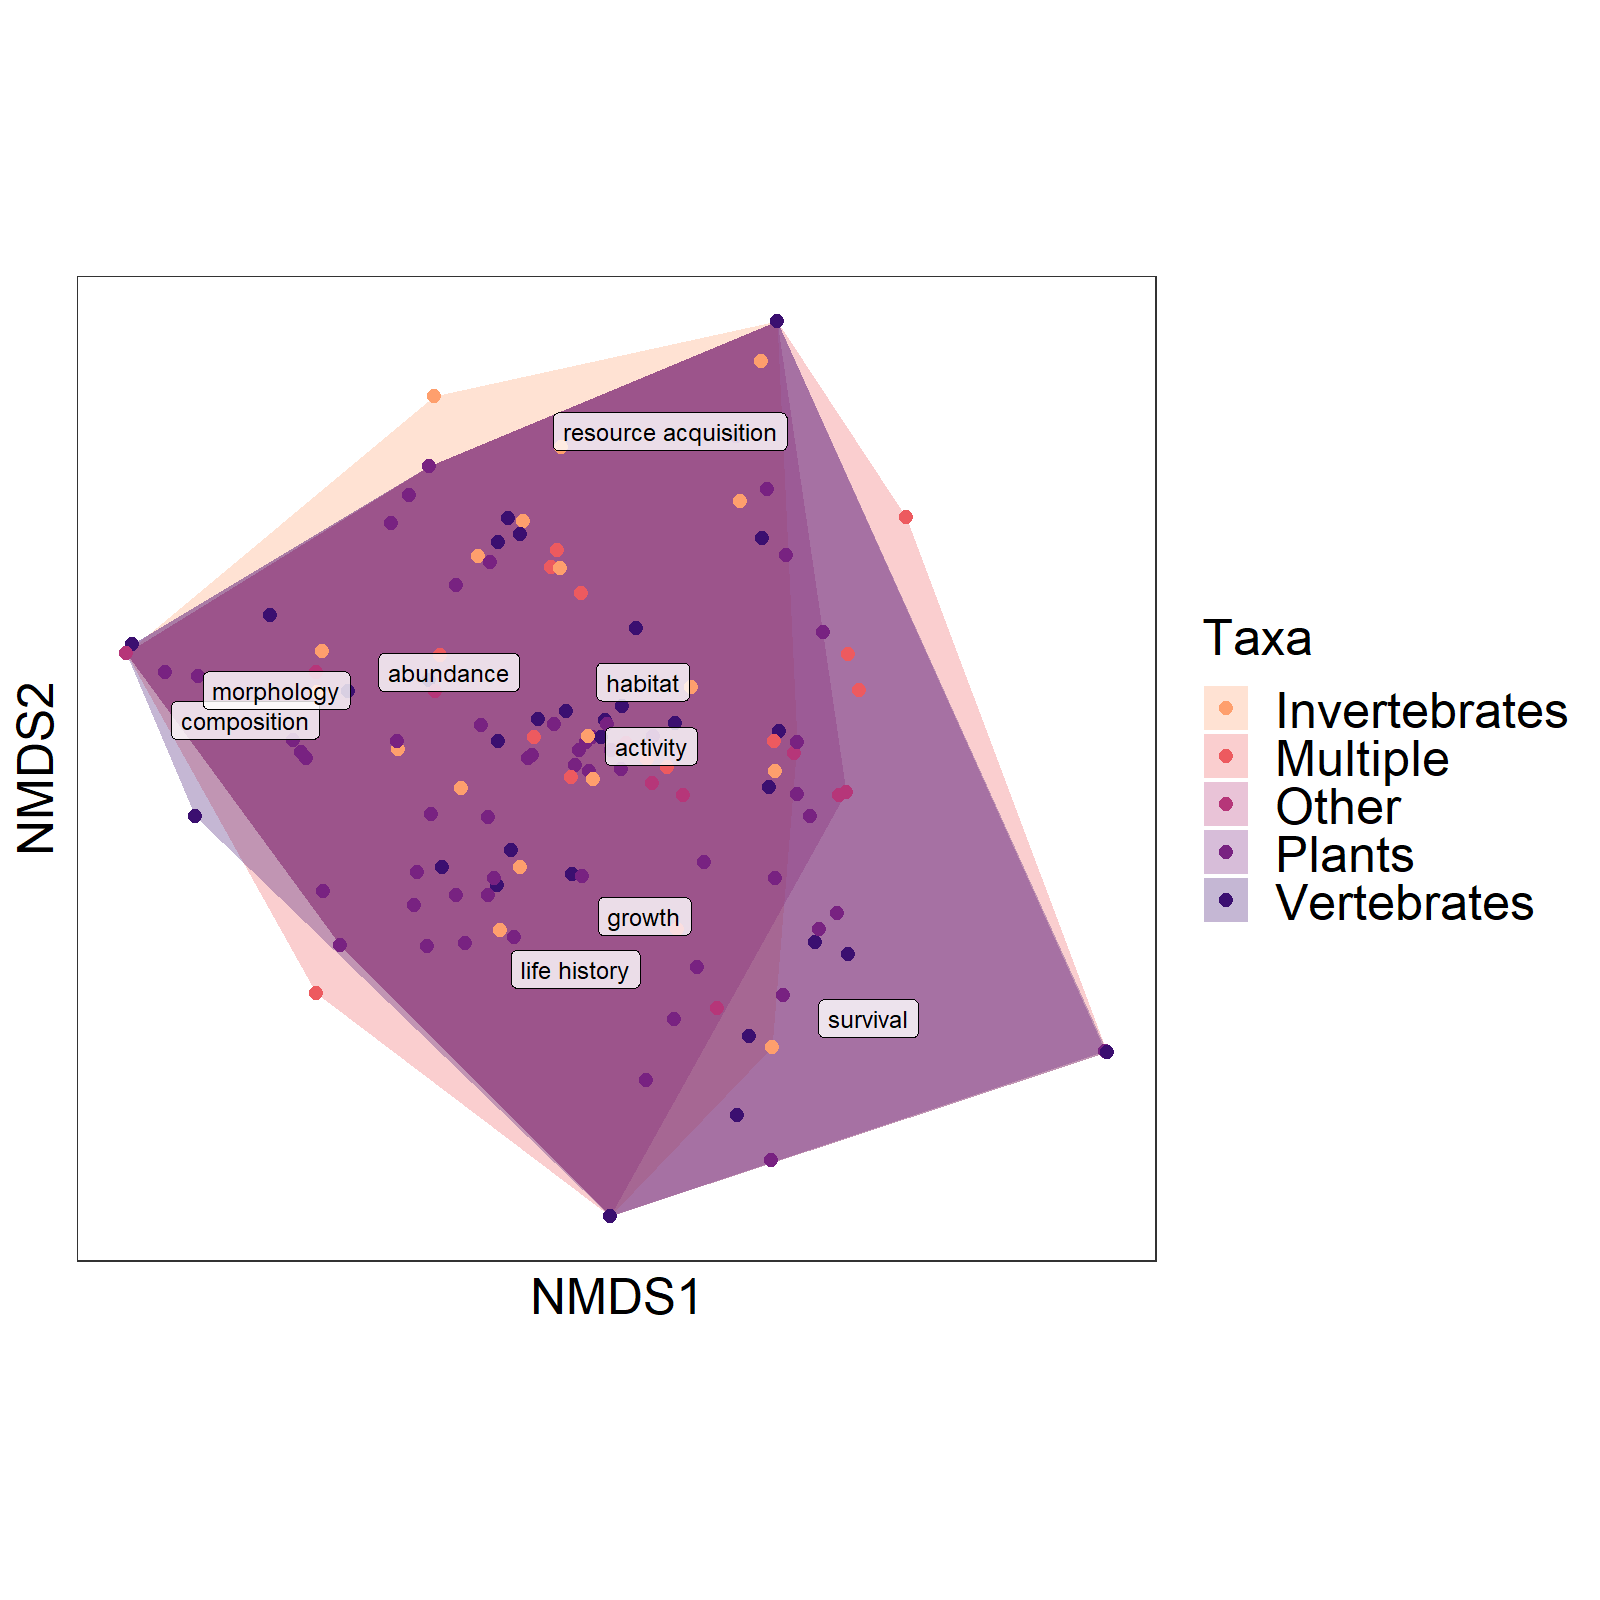 resource acquisition
abundance
habitat
morphology
composition
activity
growth
life history
survival
NMDS1
NMDS2
Taxa
Invertebrates
Multiple
Other
Plants
Vertebrates